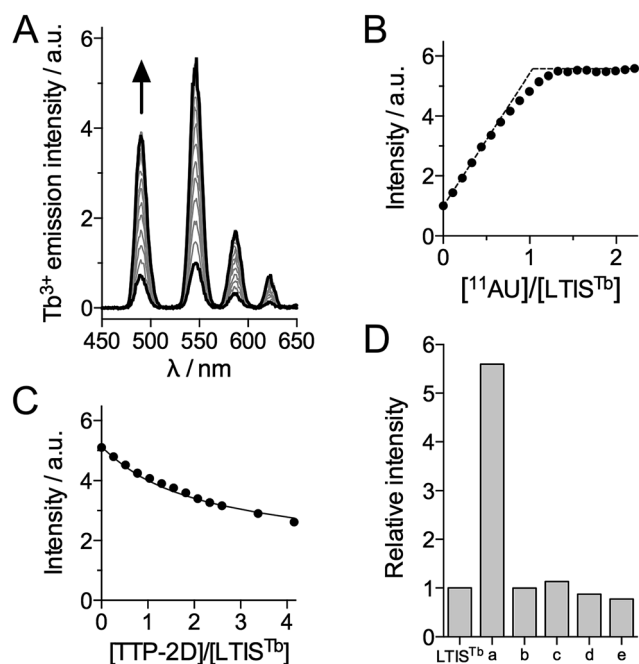 A
Tb³⁺ emission intensity / a.u.
6
4
2
0
450 500 550 600 650
λ / nm
B
Intensity / a.u.
6
4
2
0
0 1 2
[¹¹AU]/[LTISᵀᵇ]
C
Intensity / a.u.
6
4
2
0
0 1 2 3 4
[TTP-2D]/[LTISᵀᵇ]
D
Relative intensity
6
5
4
3
2
1
0
LTISᵀᵇ a b c d e